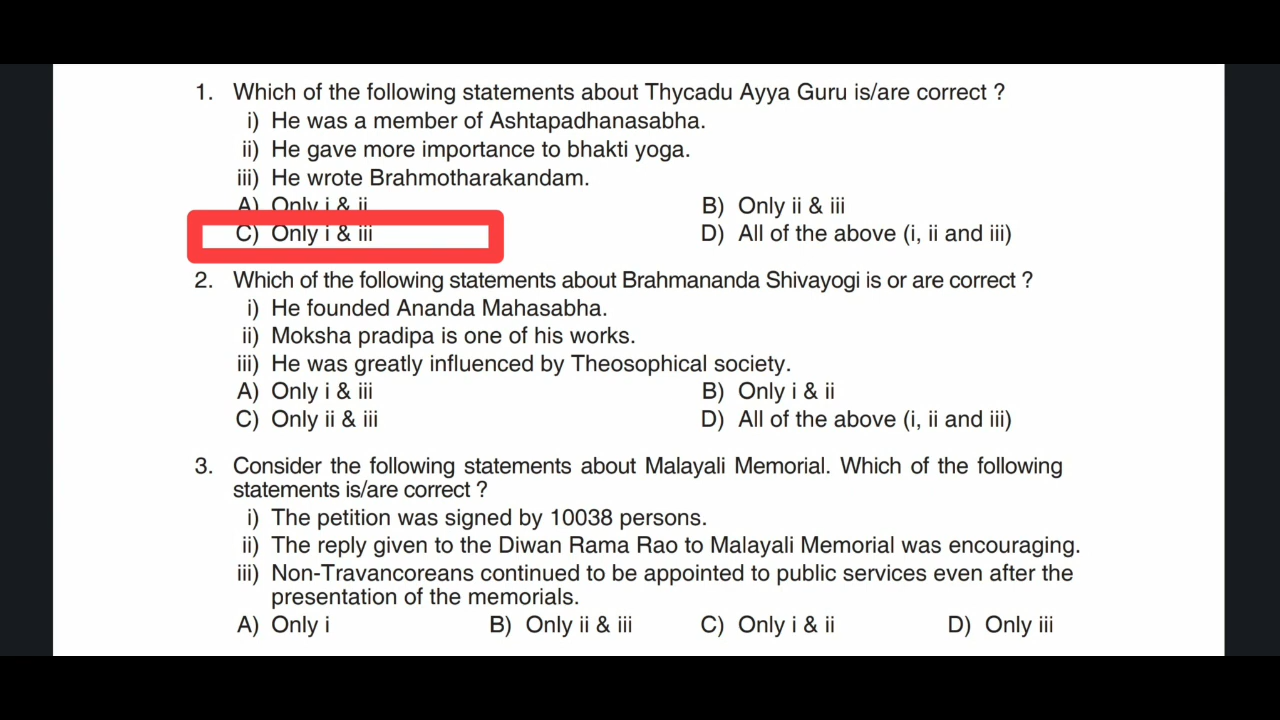 1. Which of the following statements about Thycadu Ayya Guru is/are correct ?
i) He was a member of Ashtapadhanasabha.
ii) He gave more importance to bhakti yoga.
iii) He wrote Brahmotharakandam.
A) Only i & ii B) Only ii & iii
C) Only i & iii D) All of the above (i, ii and iii)
2. Which of the following statements about Brahmananda Shivayogi is or are correct ?
i) He founded Ananda Mahasabha.
ii) Moksha pradipa is one of his works.
iii) He was greatly influenced by Theosophical society.
A) Only i & iii B) Only i & ii
C) Only ii & iii D) All of the above (i, ii and iii)
3. Consider the following statements about Malayali Memorial. Which of the following
statements is/are correct ?
i) The petition was signed by 10038 persons.
ii) The reply given to the Diwan Rama Rao to Malayali Memorial was encouraging.
iii) Non-Travancoreans continued to be appointed to public services even after the
presentation of the memorials.
A) Only i B) Only ii & iii C) Only i & ii D) Only iii